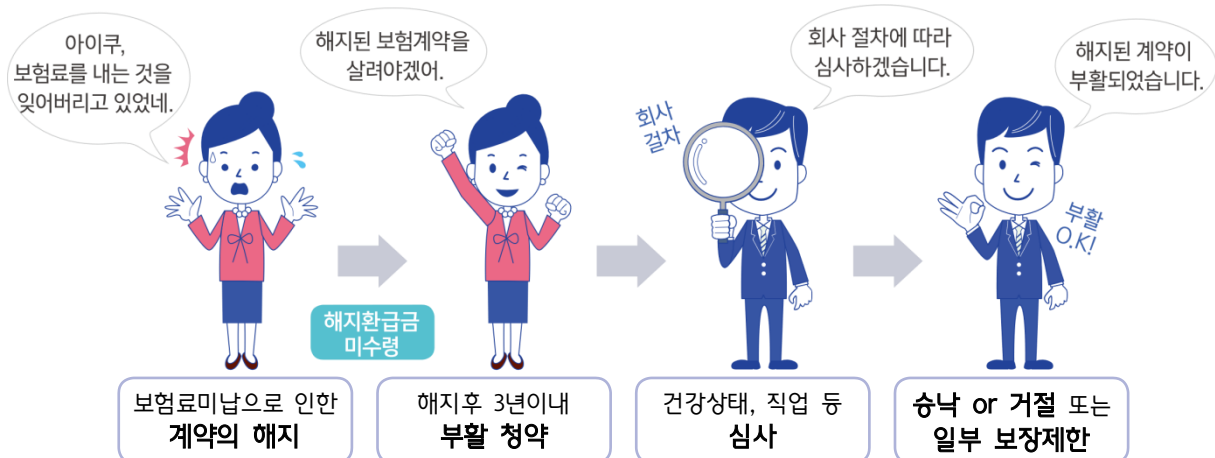 아이쿠,
보험료를 내는 것을
잊어버리고 있었네.
해지된 보험계약을
살려야겠어.
회사 절차에 따라
심사하겠습니다.
해지된 계약이
부활되었습니다.
회사
걸차
부활
O.K!
해지환급금
미수령
보험료미납으로 인한
계약의 해지
해지후 3년이내
부활 청약
건강상태, 직업 등
심사
승낙 or 거절 또는
일부 보장제한